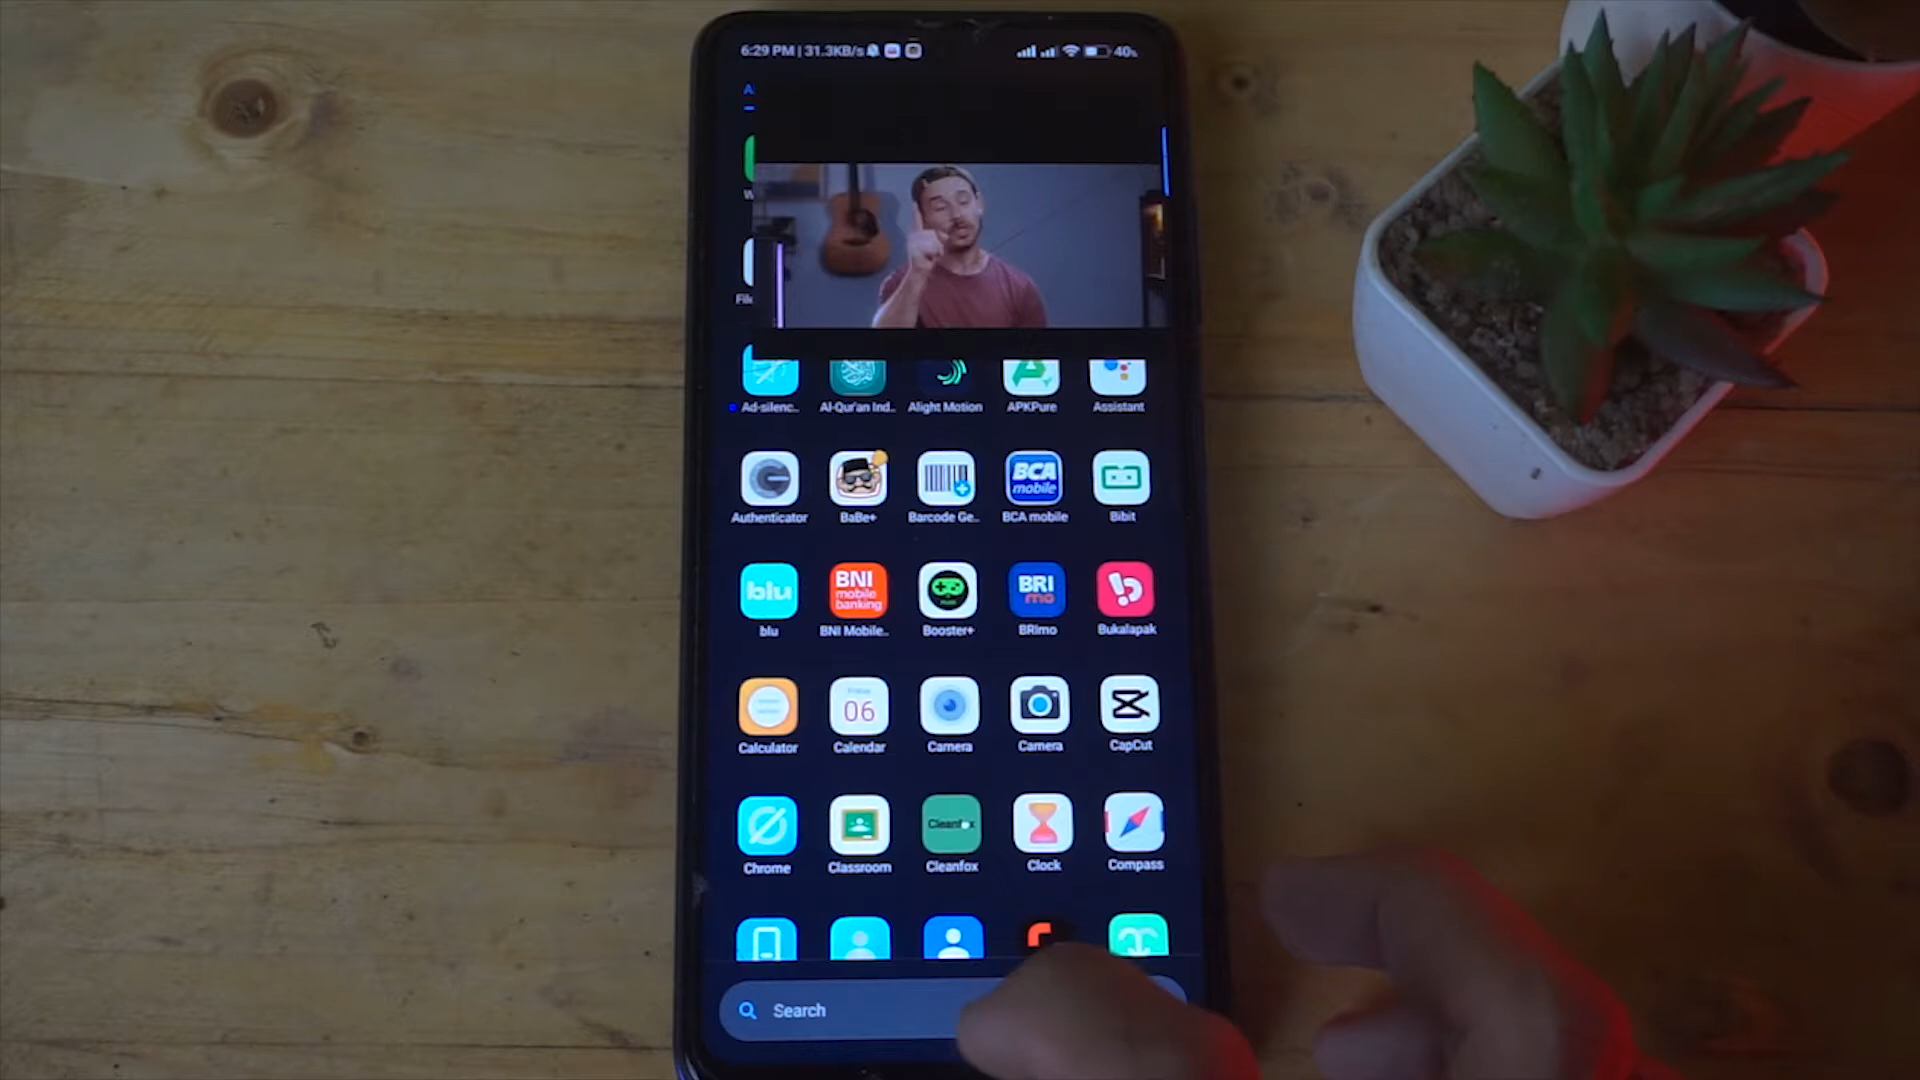 6:29 PM | 31.3KB/s 40%
A
W
File
Ad-silenc.. Al-Qur'an Ind.. Alight Motion APKPure Assistant
BCA
mobile
Authenticator BaBe+ Barcode Ge.. BCA mobile Bibit
blu BNI mobile banking BRI mo
blu BNI Mobile.. Booster+ BRImo Bukalapak
06
Calculator Calendar Camera Camera CapCut
Cleanfox
Chrome Classroom Cleanfox Clock Compass
Search